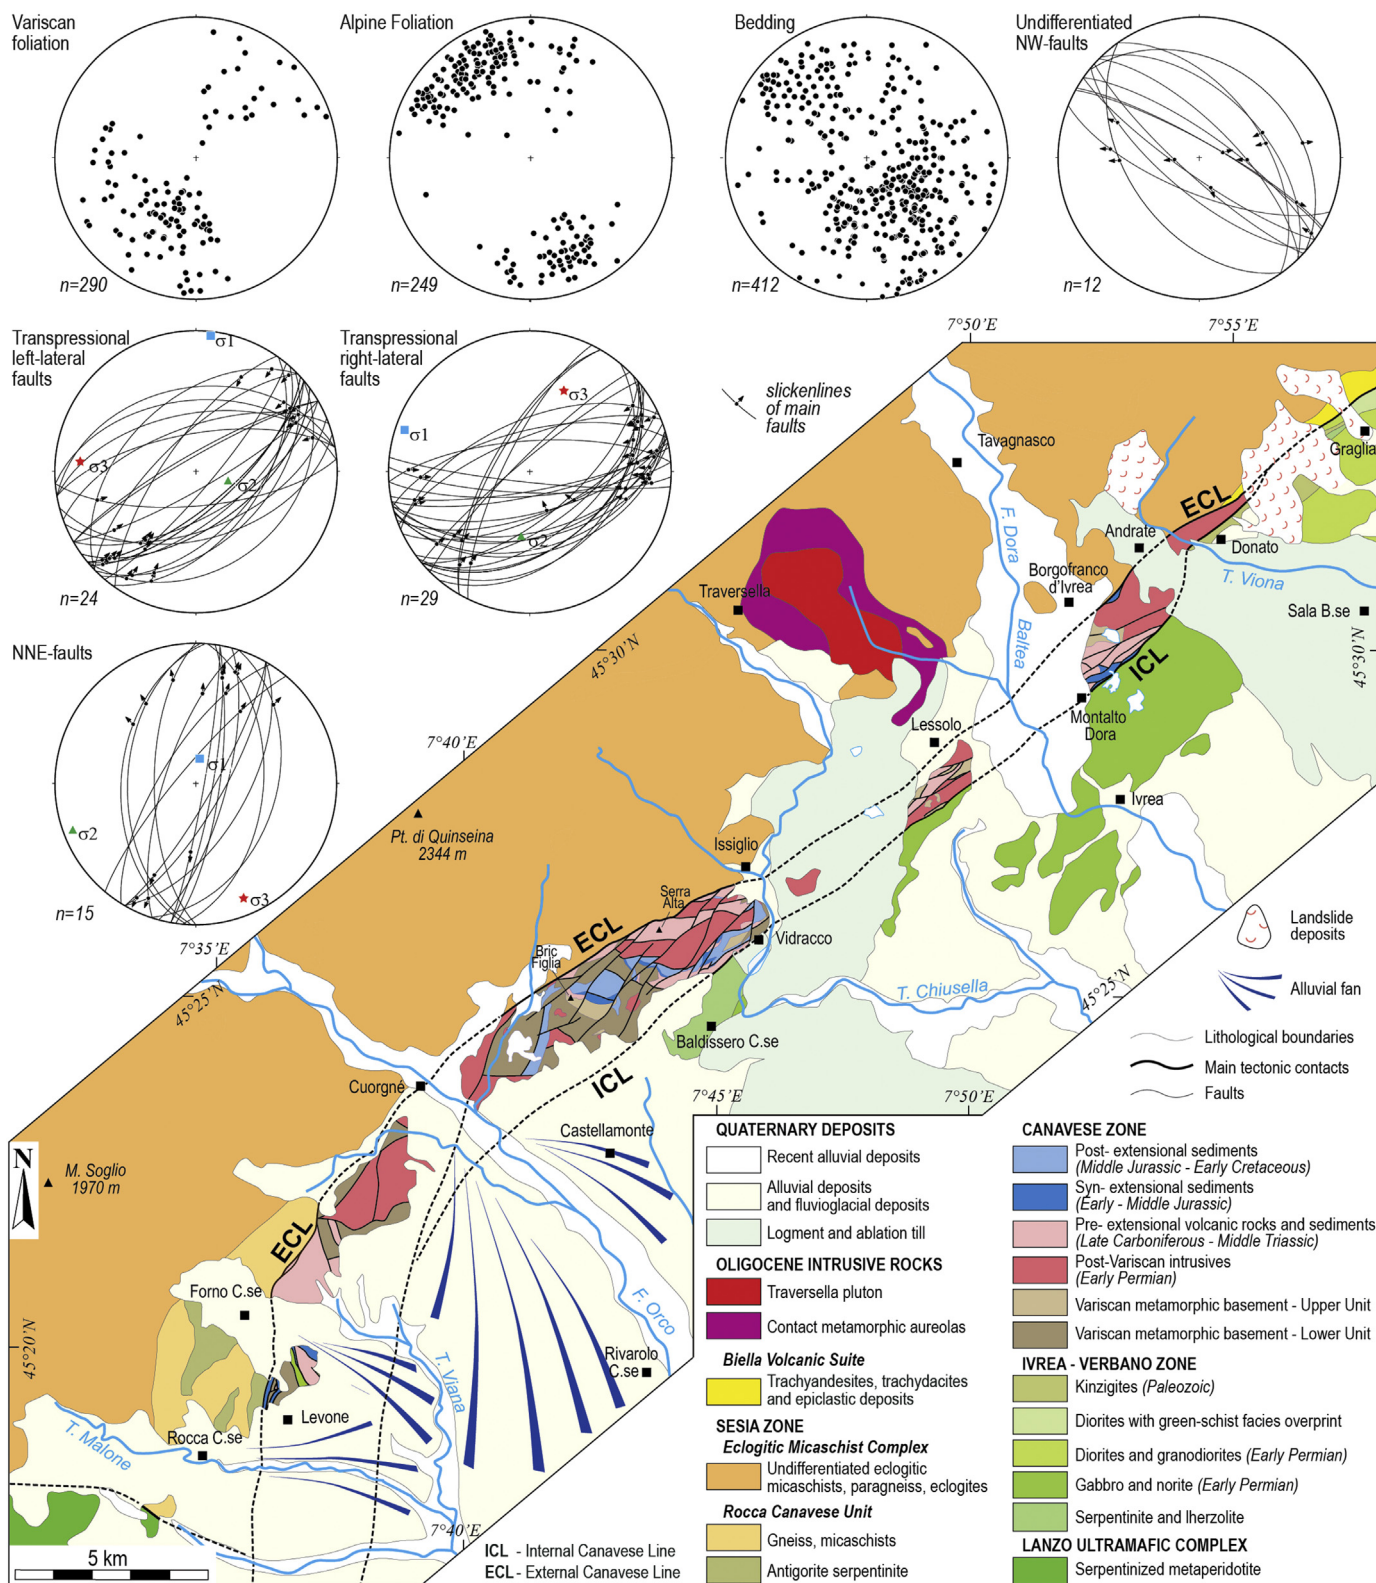 Variscan
foliation
n=290
Alpine Foliation
n=249
Bedding
n=412
Undifferentiated
NW-faults
n=12
Transpressional
left-lateral
faults
σ1
σ3
σ2
n=24
Transpressional
right-lateral
faults
σ3
σ1
σ2
n=29
slickenlines
of main
faults
NNE-faults
σ1
σ2
σ3
n=15
7°50'E
7°55'E
Tavagnasco
Graglia
ECL
F. Dora
Andrate
Donato
Borgofranco
d'Ivrea
T. Viona
Traversella
Sala B.se
45°30'N
Baltea
ICL
45°30'N
Montalto
Dora
Lessolo
7°40'E
Ivrea
Pt. di Quinseina
2344 m
Issiglio
Serra
Alta
ECL
Vidracco
Bric
Figlia
7°35'E
45°25'N
T. Chiusella
45°25'N
Baldissero C.se
Cuorgné
ICL
7°45'E
7°50'E
Castellamonte
N
M. Soglio
1970 m
ECL
Forno C.se
F. Orco
45°20'N
Rivarolo
C.se
T. Viana
Levone
Rocca C.se
T. Malone
7°40'E
5 km
ICL - Internal Canavese Line
ECL - External Canavese Line
Landslide
deposits
Alluvial fan
Lithological boundaries
Main tectonic contacts
Faults
QUATERNARY DEPOSITS
Recent alluvial deposits
Alluvial deposits
and fluvioglacial deposits
Logment and ablation till
OLIGOCENE INTRUSIVE ROCKS
Traversella pluton
Contact metamorphic aureolas
Biella Volcanic Suite
Trachyandesites, trachydacites
and epiclastic deposits
SESIA ZONE
Eclogitic Micaschist Complex
Undifferentiated eclogitic
micaschists, paragneiss, eclogites
Rocca Canavese Unit
Gneiss, micaschists
Antigorite serpentinite
CANAVESE ZONE
Post- extensional sediments
(Middle Jurassic - Early Cretaceous)
Syn- extensional sediments
(Early - Middle Jurassic)
Pre- extensional volcanic rocks and sediments
(Late Carboniferous - Middle Triassic)
Post-Variscan intrusives
(Early Permian)
Variscan metamorphic basement - Upper Unit
Variscan metamorphic basement - Lower Unit
IVREA - VERBANO ZONE
Kinzigites (Paleozoic)
Diorites with green-schist facies overprint
Diorites and granodiorites (Early Permian)
Gabbro and norite (Early Permian)
Serpentinite and lherzolite
LANZO ULTRAMAFIC COMPLEX
Serpentinized metaperidotite